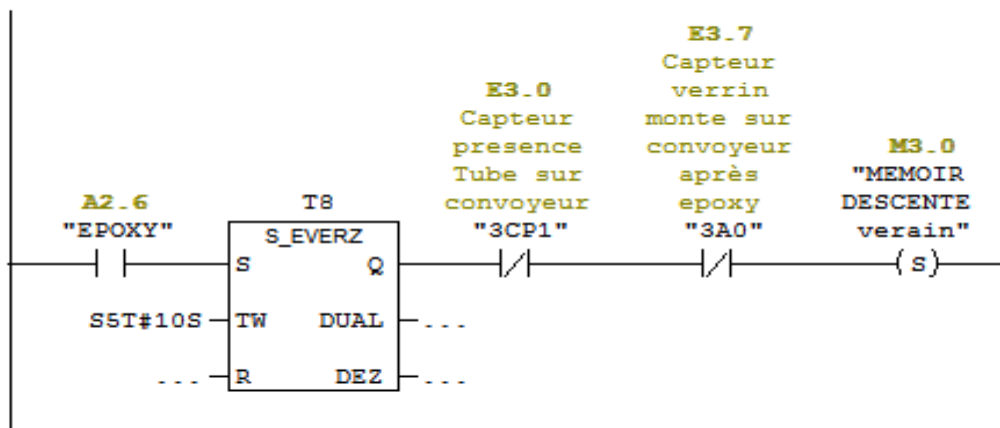 E3.7
Capteur
verrin
monte sur
convoyeur
après
epoxy
"3A0"
E3.0
Capteur
presence
Tube sur
convoyeur
"3CP1"
M3.0
"MEMOIR
DESCENTE
verain"
A2.6
"EPOXY"
T8
S_EVERZ
S Q
(S)
S5T#10S TW DUAL ...
... R DEZ ...